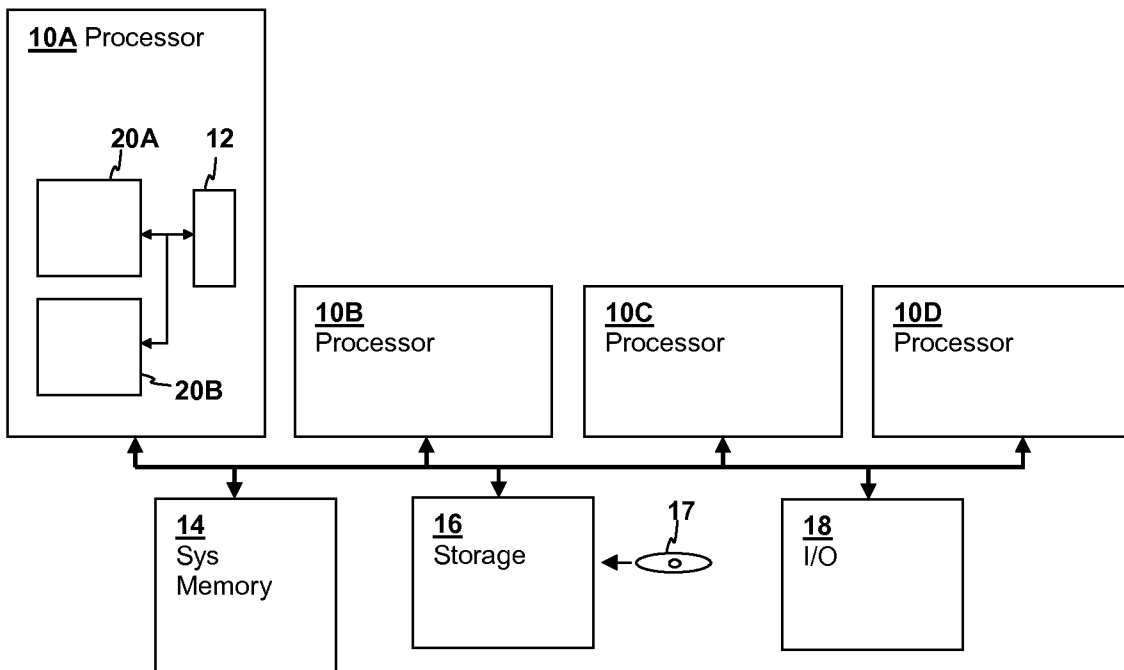 10A Processor
20A
12
20B
10B
Processor
10C
Processor
10D
Processor
14
Sys
Memory
16
Storage
17
18
I/O